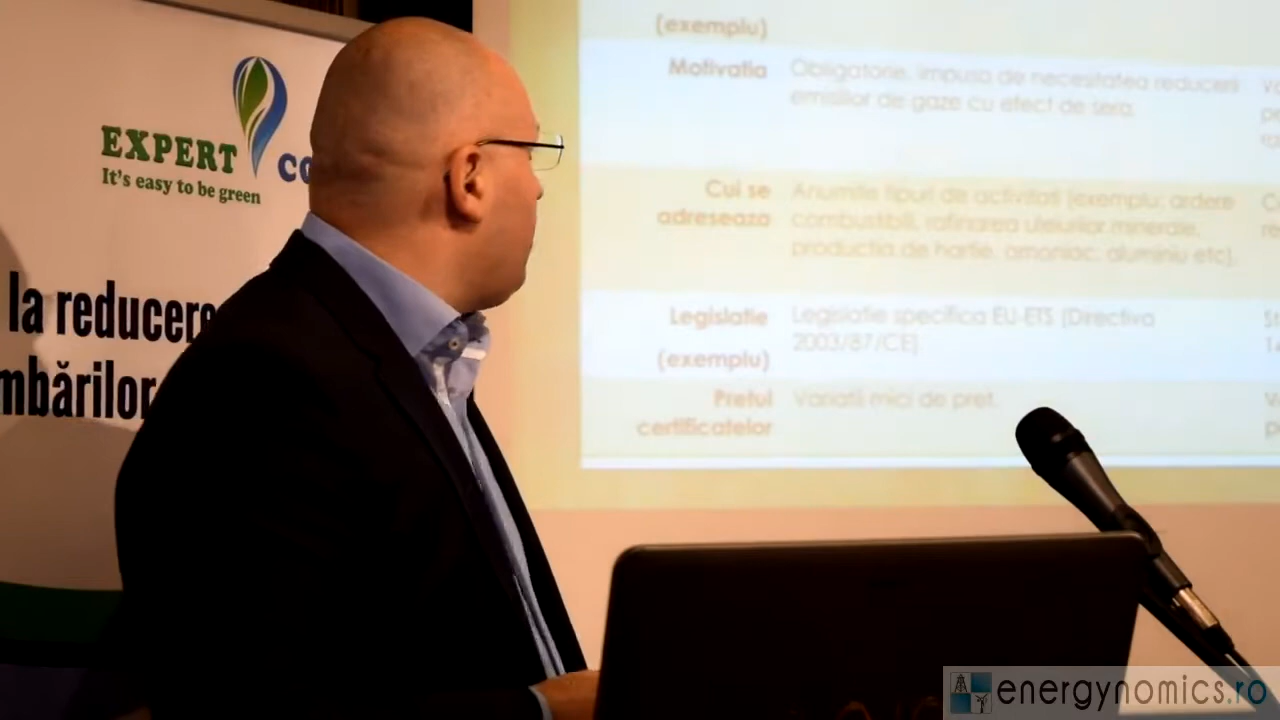 EXPERT
CO
It's easy to be green
la reducere
mbărilor
(exemplu)
Motivatia
Obligatorie, impusa de necesitatea reducerii
emisiilor de gaze cu efect de sera.
Cui se
adreseaza
Anumite tipuri de activitati (exemplu: ardere
combustibili, rafinarea uleiurilor minerale,
productia de hartie, amoniac, aluminiu etc).
Legislatie
(exemplu)
Legislatie specifica EU-ETS (Directiva
2003/87/CE)
Pretul
certificatelor
Variatii mici de pret.
energynomics.ro